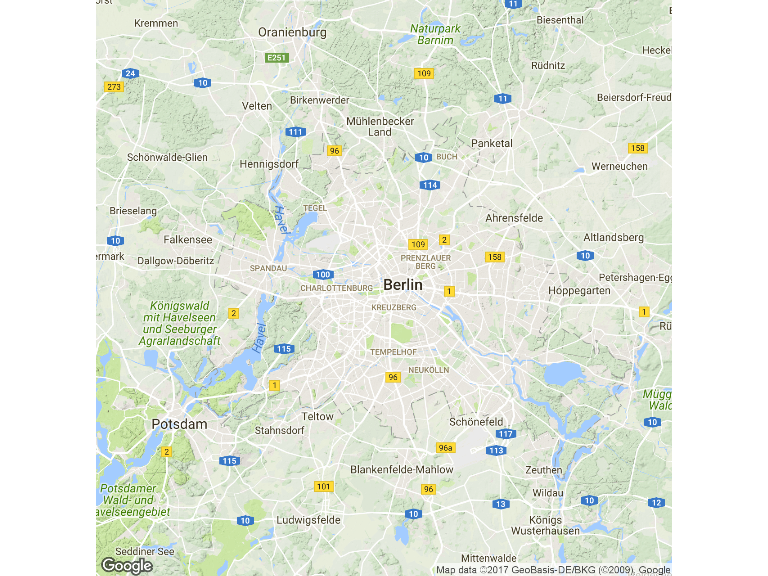 11
Kremmen
Oranienburg
Naturpark
Barnim
Biesenthal
E251
Hecke
24
10
109
Rüdnitz
273
Velten
Birkenwerder
11
Beiersdorf-Freud
111
Mühlenbecker
Land
96
Panketal
158
Schönwalde-Glien
Hennigsdorf
10
BUCH
Werneuchen
114
Brieselang
TEGEL
Havel
Ahrensfelde
10
Falkensee
109
2
Altlandsberg
ermark
Dallgow-Döberitz
PRENZLAUER
BERG
158
10
SPANDAU
100
Petershagen-Egg
CHARLOTTENBURG
Berlin
1
Höppegarten
Königswald
mit Havelseen
und Seeburger
Agrarlandschaft
2
KREUZBERG
1
Rü
Havel
115
TEMPELHOF
NEUKÖLLN
1
96
Mügg
Wald-
Potsdam
Teltow
Stahnsdorf
Schönefeld
10
117
2
115
96a
113
Blankenfelde-Mahlow
Zeuthen
Potsdamer
Wald- und
avelseengebiet
101
96
Wildau
10
12
13
10
Ludwigsfelde
10
Königs
Wusterhausen
Seddiner See
Mittenwalde
Google
Map data ©2017 GeoBasis-DE/BKG (©2009), Google